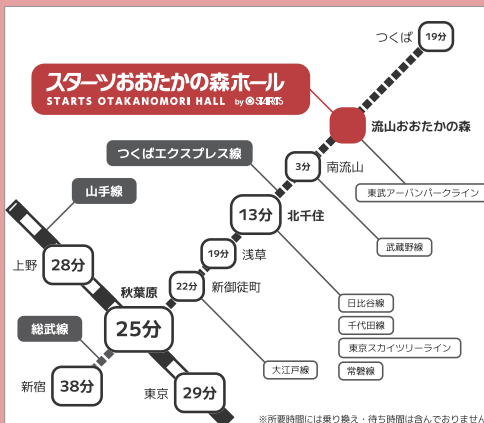 つくば
19分
スターツおおたかの森ホール
STARTS OTAKANOMORI HALL by STARTS
流山おおたかの森
つくばエクスプレス線
3分
南流山
東武アーバンパークライン
山手線
13分
北千住
武蔵野線
19分
浅草
上野
28分
秋葉原
22分
新御徒町
日比谷線
千代田線
東京スカイツリーライン
常磐線
総武線
25分
大江戸線
新宿
38分
東京
29分
※所要時間には乗り換え・待ち時間は含んでおりません